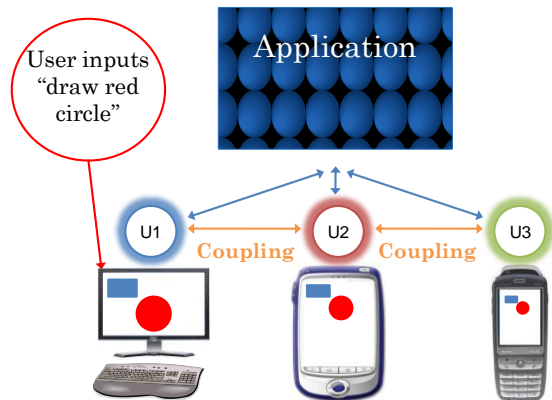 Application
User inputs
“draw red
circle”
U1
U2
U3
Coupling
Coupling